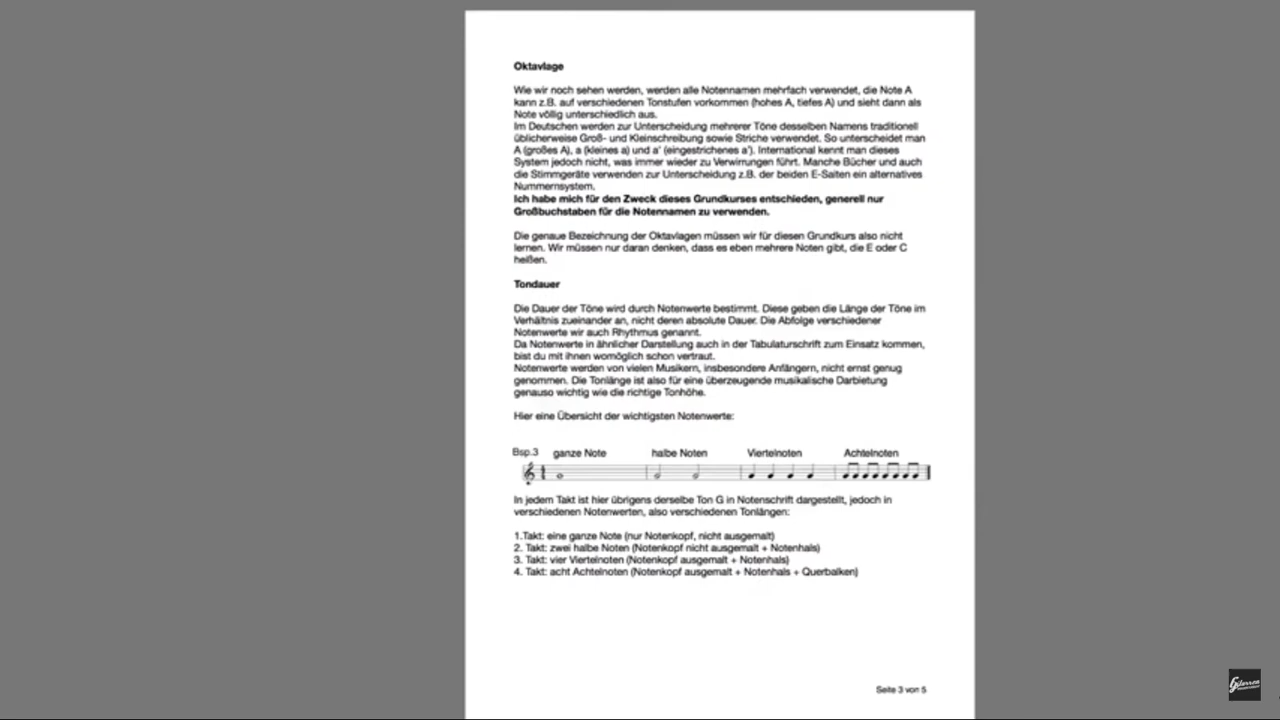 Oktavlage
Wie wir noch sehen werden, werden alle Notennamen mehrfach verwendet, die Note A
kann z.B. auf verschiedenen Tonstufen vorkommen (hohes A, tiefes A) und sieht dann als
Note völlig unterschiedlich aus.
Im Deutschen werden zur Unterscheidung mehrerer Töne desselben Namens traditionell
üblicherweise Groß- und Kleinschreibung sowie Striche verwendet. So unterscheidet man
A (großes A), a (kleines a) und a' (eingestrichenes a'). International kennt man dieses
System jedoch nicht, was immer wieder zu Verwirrungen führt. Manche Bücher und auch
die Stimmgeräte verwenden zur Unterscheidung z.B. der beiden E-Saiten ein alternatives
Nummernsystem.
Ich habe mich für den Zweck dieses Grundkurses entschieden, generell nur
Großbuchstaben für die Notennamen zu verwenden.
Die genaue Bezeichnung der Oktavlagen müssen wir für diesen Grundkurs also nicht
lernen. Wir müssen nur daran denken, dass es eben mehrere Noten gibt, die E oder C
heißen.
Tondauer
Die Dauer der Töne wird durch Notenwerte bestimmt. Diese geben die Länge der Töne im
Verhältnis zueinander an, nicht deren absolute Dauer. Die Abfolge verschiedener
Notenwerte wir auch Rhythmus genannt.
Da Notenwerte in ähnlicher Darstellung auch in der Tabulaturschrift zum Einsatz kommen,
bist du mit ihnen womöglich schon vertraut.
Notenwerte werden von vielen Musikern, insbesondere Anfängern, nicht ernst genug
genommen. Die Tonlänge ist also für eine überzeugende musikalische Darbietung
genauso wichtig wie die richtige Tonhöhe.
Hier eine Übersicht der wichtigsten Notenwerte:
Bsp.3 ganze Note halbe Noten Viertelnoten Achtelnoten
In jedem Takt ist hier übrigens derselbe Ton G in Notenschrift dargestellt, jedoch in
verschiedenen Notenwerten, also verschiedenen Tonlängen:
1.Takt: eine ganze Note (nur Notenkopf, nicht ausgemalt)
2. Takt: zwei halbe Noten (Notenkopf nicht ausgemalt + Notenhals)
3. Takt: vier Viertelnoten (Notenkopf ausgemalt + Notenhals)
4. Takt: acht Achtelnoten (Notenkopf ausgemalt + Notenhals + Querbalken)
Seite 3 von 5